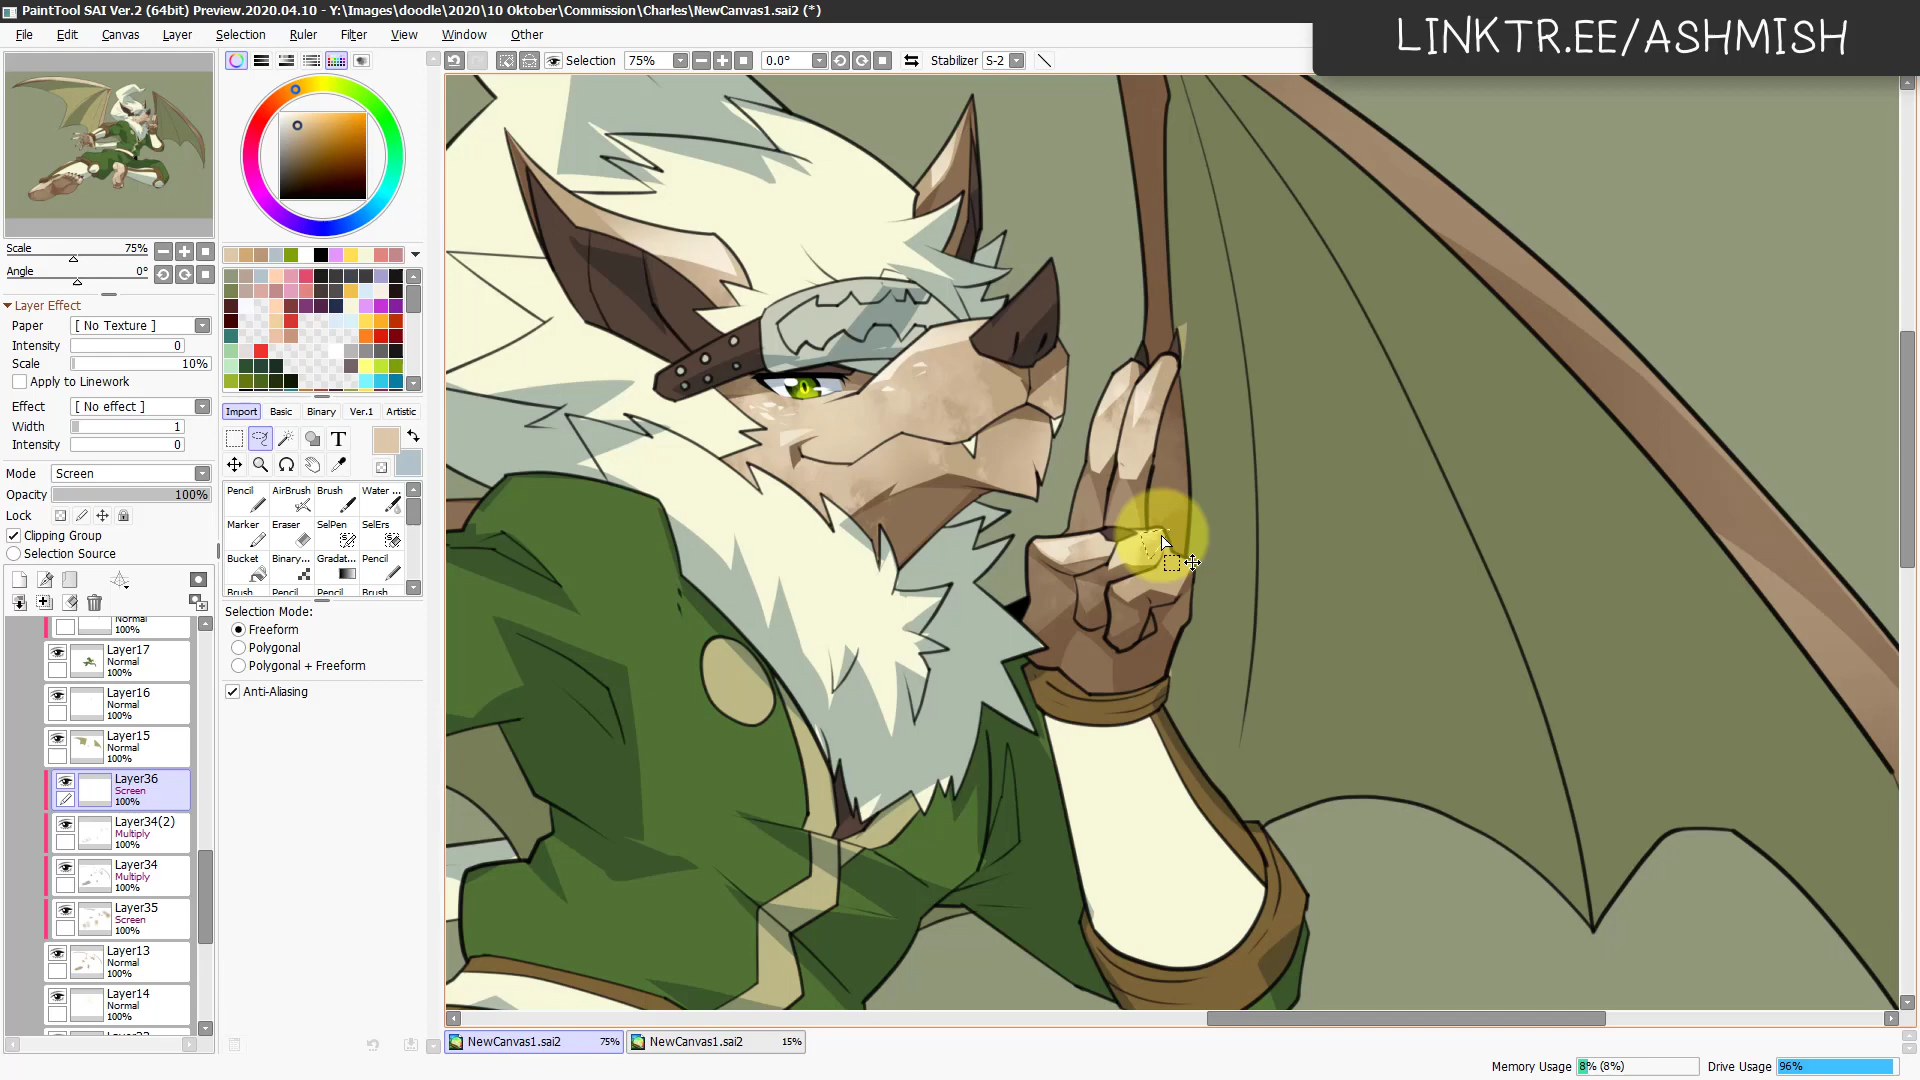 PaintTool SAI Ver.2 (64bit) Preview.2020.04.10 - Y:\Images\doodle\2020\10 Oktober\Commission\Charles\NewCanvas1.sai2 (*)
LINKTR.EE/ASHMISH
File Edit Canvas Layer Selection Ruler Filter View Window Other
Selection 75% 0.0° Stabilizer S-2
Scale 75%
Angle 0°
Layer Effect
Paper [ No Texture ]
Intensity 0
Scale 10%
Apply to Linework
Effect [ No effect ]
Width 1
Intensity 0
Mode Screen
Opacity 100%
Lock
Clipping Group
Selection Source
Normal
100%
Layer17
Normal
100%
Layer16
Normal
100%
Layer15
Normal
100%
Layer36
Screen
100%
Layer34(2)
Multiply
100%
Layer34
Multiply
100%
Layer35
Screen
100%
Layer13
Normal
100%
Layer14
Normal
100%
Import Basic Binary Ver.1 Artistic
T
Pencil AirBrush Brush Water ...
Marker Eraser SelPen SelErs
Bucket Binary... Gradat... Pencil
Brush Pencil Pencil Brush
Selection Mode:
Freeform
Polygonal
Polygonal + Freeform
Anti-Aliasing
NewCanvas1.sai2 75% NewCanvas1.sai2 15%
Memory Usage 8% (8%) Drive Usage 96%